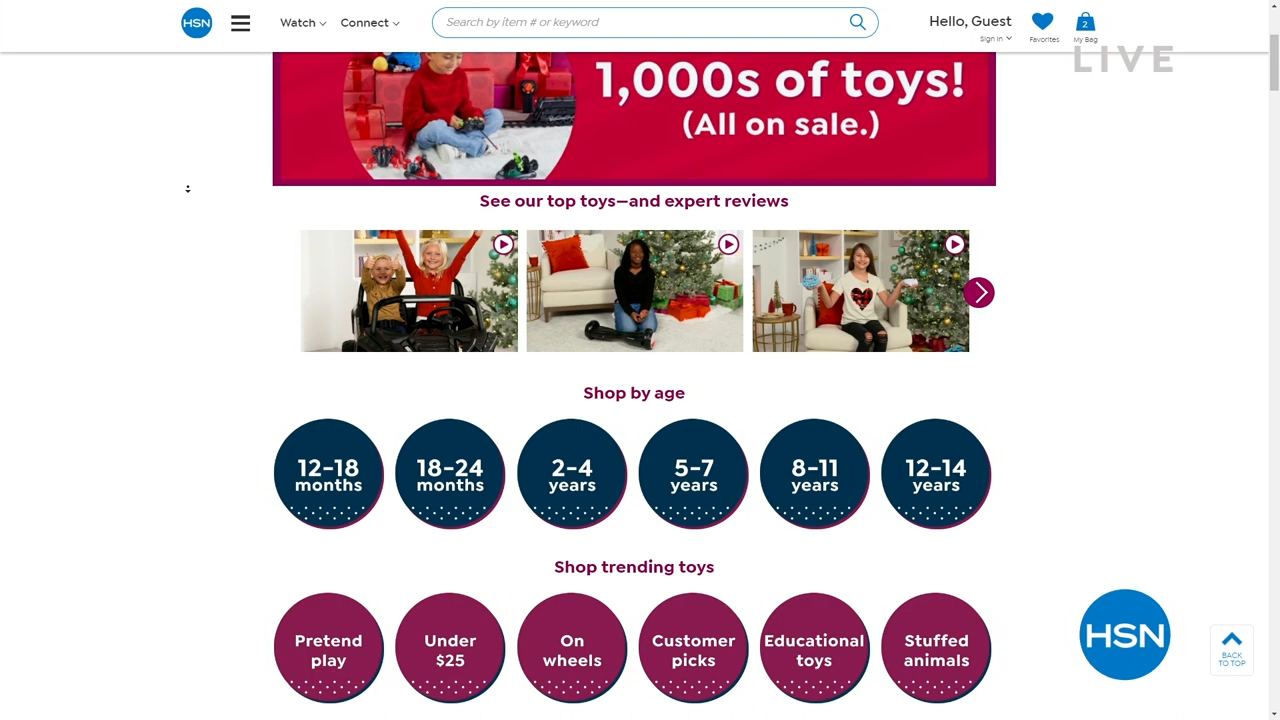 HSN
Watch
Connect
Search by item # or keyword
Hello, Guest
Sign In
Favorites
2
My Bag
LIVE
1,000s of toys!
(All on sale.)
See our top toys—and expert reviews
Shop by age
12-18
months
18-24
months
2-4
years
5-7
years
8-11
years
12-14
years
Shop trending toys
Pretend
play
Under
$25
On
wheels
Customer
picks
Educational
toys
Stuffed
animals
HSN
BACK
TO TOP